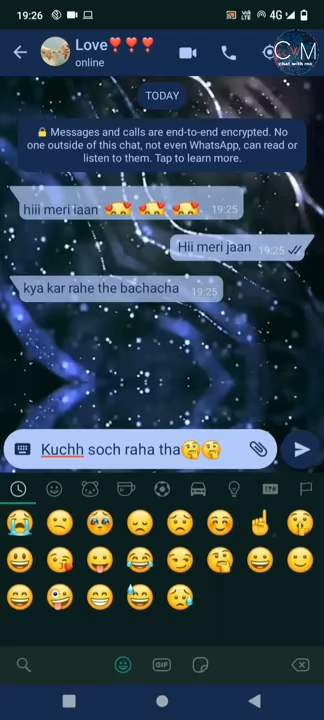 19:26
4G
Love❣❣❣
online
CWM
chat with me
TODAY
🔒 Messages and calls are end-to-end encrypted. No
one outside of this chat, not even WhatsApp, can read or
listen to them. Tap to learn more.
hiii meri jaan 19:25
Hii meri jaan 19:25
kya kar rahe the bachacha 19:25
Kuchh soch raha tha🤔🤔
GIF